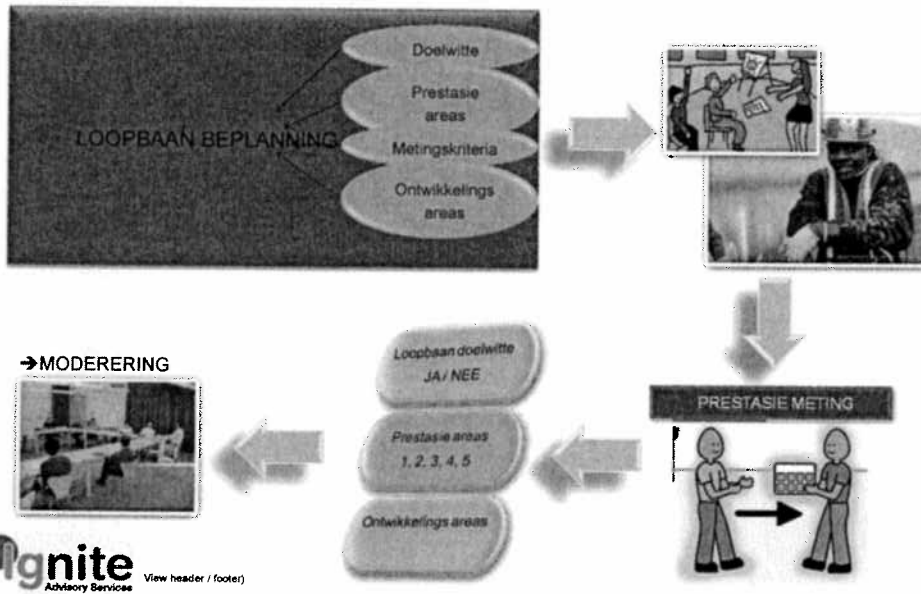 LOOPBAAN BEPLANNING
Doelwitte
Prestasie
areas
Metingskriteria
Ontwikkelings
areas
PRESTASIE METING
Loopbaan doelwitte
JA / NEE
Prestasie areas
1, 2, 3, 4, 5
Ontwikkelings areas
→MODERERING
Ignite
Advisory Services
View header / footer)